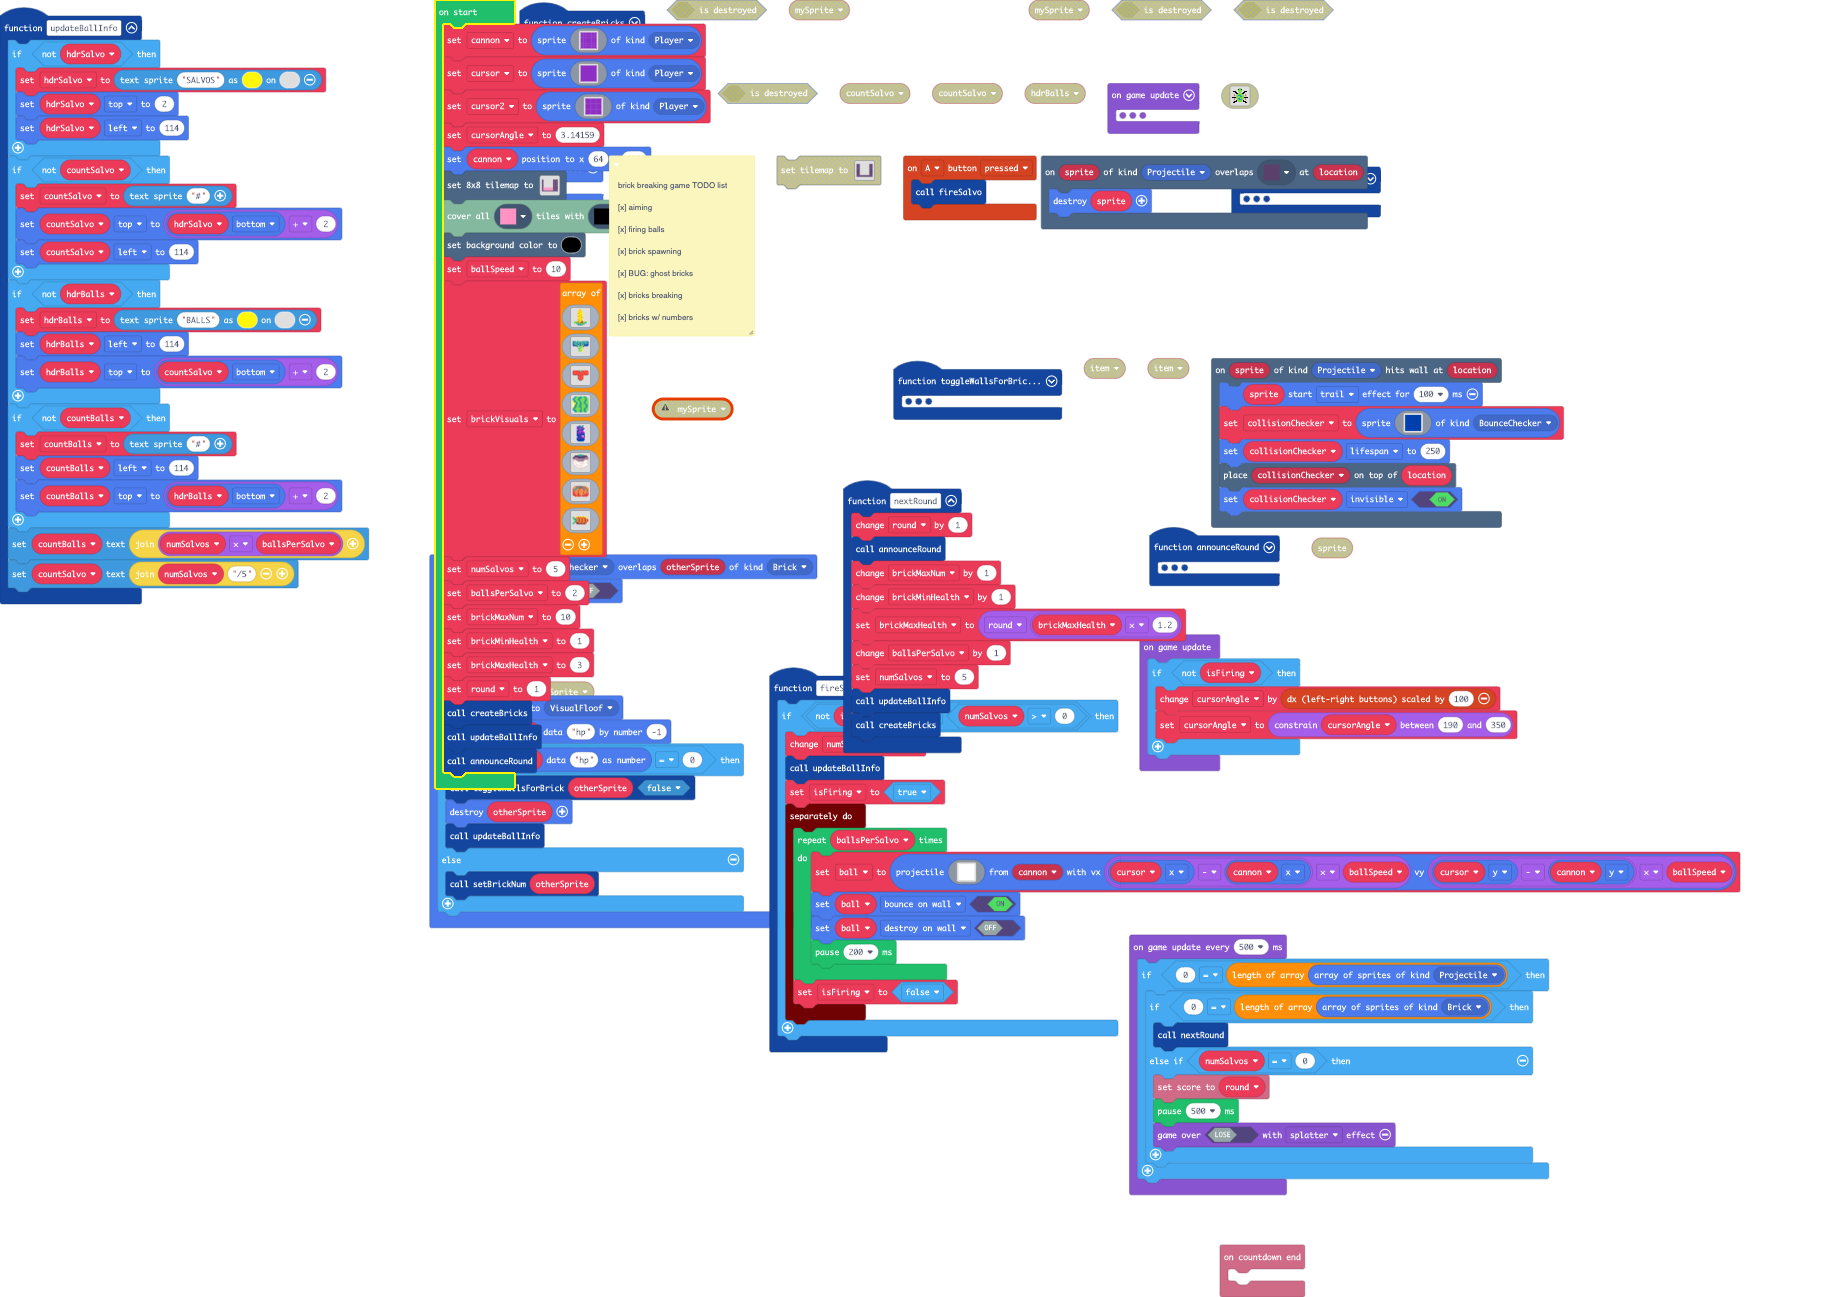 function updateBallInfo
if not hdrSalvo then
set hdrSalvo to text sprite "SALVOS" as on
set hdrSalvo top to 2
set hdrSalvo left to 114
if not countSalvo then
set countSalvo to text sprite "#"
set countSalvo top to hdrSalvo bottom + 2
set countSalvo left to 114
if not hdrBalls then
set hdrBalls to text sprite "BALLS" as on
set hdrBalls left to 114
set hdrBalls top to countSalvo bottom + 2
if not countBalls then
set countBalls to text sprite "#"
set countBalls left to 114
set countBalls top to hdrBalls bottom + 2
set countBalls text join numSalvos × ballsPerSalvo
set countSalvo text join numSalvos "/5"
on start
function createBricks
set cannon to sprite of kind Player
set cursor to sprite of kind Player
set cursor2 to sprite of kind Player
set cursorAngle to 3.14159
set cannon position to x 64
set 8x8 tilemap to
cover all tiles with
set background color to
set ballSpeed to 10
array of
set brickVisuals to
set numSalvos to 5
set ballsPerSalvo to 2
set brickMaxNum to 10
set brickMinHealth to 1
set brickMaxHealth to 3
set round to 1
call createBricks
call updateBallInfo
call announceRound
overlaps otherSprite of kind Brick
to VisualFloof
data "hp" by number -1
data "hp" as number = 0 then
otherSprite false
destroy otherSprite
call updateBallInfo
else
call setBrickNum otherSprite
brick breaking game TODO list
[x] aiming
[x] firing balls
[x] brick spawning
[x] BUG: ghost bricks
[x] bricks breaking
[x] bricks w/ numbers
is destroyed
mySprite
mySprite
is destroyed
is destroyed
is destroyed
countSalvo
countSalvo
hdrBalls
on game update
set tilemap to
on A button pressed
call fireSalvo
on sprite of kind Projectile overlaps at location
destroy sprite
mySprite
function toggleWallsForBric...
item
item
on sprite of kind Projectile hits wall at location
sprite start trail effect for 100 ms
set collisionChecker to sprite of kind BounceChecker
set collisionChecker lifespan to 250
place collisionChecker on top of location
set collisionChecker invisible ON
function nextRound
change round by 1
call announceRound
change brickMaxNum by 1
change brickMinHealth by 1
set brickMaxHealth to round brickMaxHealth × 1.2
change ballsPerSalvo by 1
set numSalvos to 5
call updateBallInfo
call createBricks
function announceRound
sprite
on game update
if not isFiring then
change cursorAngle by dx (left-right buttons) scaled by 100
set cursorAngle to constrain cursorAngle between 190 and 350
function
if not numSalvos > 0 then
change
call updateBallInfo
set isFiring to true
separately do
repeat ballsPerSalvo times
do
set ball to projectile from cannon with vx cursor x - cannon x × ballSpeed vy cursor y - cannon y × ballSpeed
set ball bounce on wall ON
set ball destroy on wall OFF
pause 200 ms
set isFiring to false
on game update every 500 ms
if 0 = length of array array of sprites of kind Projectile then
if 0 = length of array array of sprites of kind Brick then
call nextRound
else if numSalvos = 0 then
set score to round
pause 500 ms
game over LOSE with splatter effect
on countdown end